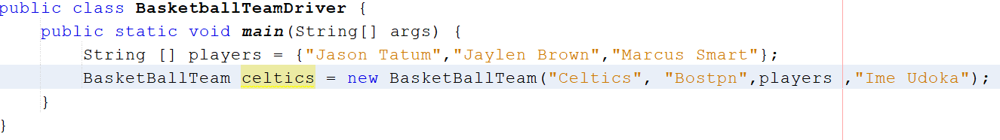 public class BasketballTeamDriver {
public static void main(String[] args) {
String [] players = {"Jason Tatum","Jaylen Brown","Marcus Smart"};
BasketBallTeam celtics = new BasketBallTeam("Celtics", "Bostpn",players ,"Ime Udoka");
}
}